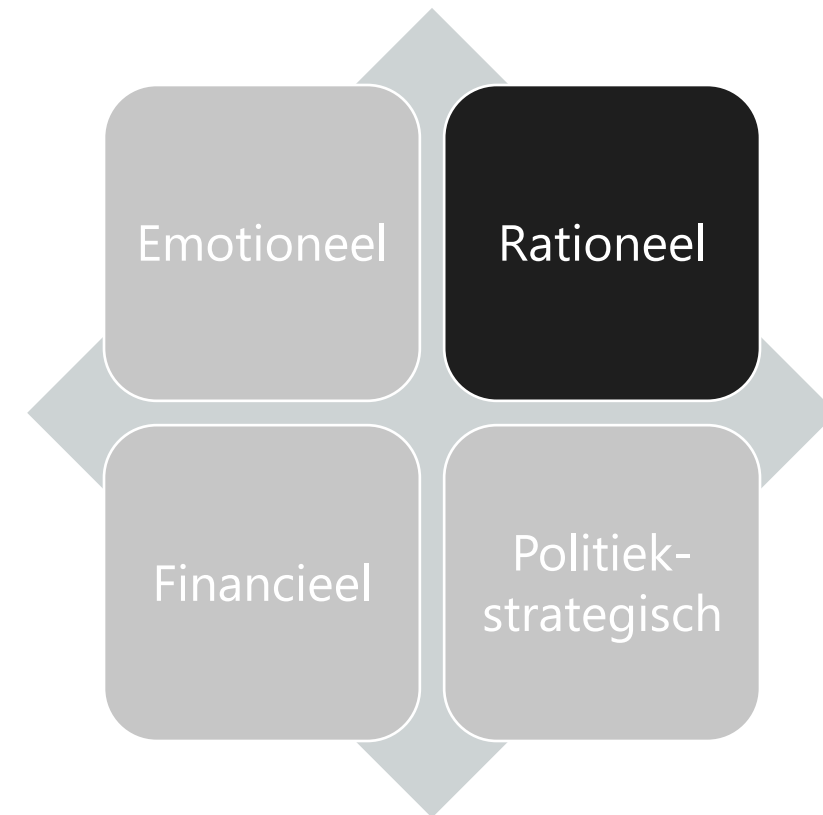 Emotioneel
Rationeel
Financieel
Politiek-
strategisch